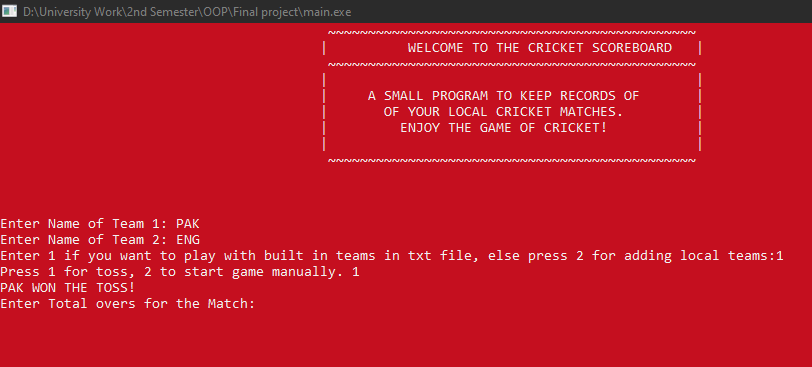 D:\University Work\2nd Semester\OOP\Final project\main.exe
~~~~~~~~~~~~~~~~~~~~~~~~~~~~~~~~~~~~~~~~~~~~~~
| WELCOME TO THE CRICKET SCOREBOARD |
~~~~~~~~~~~~~~~~~~~~~~~~~~~~~~~~~~~~~~~~~~~~~~
| |
| A SMALL PROGRAM TO KEEP RECORDS OF |
| OF YOUR LOCAL CRICKET MATCHES. |
| ENJOY THE GAME OF CRICKET! |
| |
~~~~~~~~~~~~~~~~~~~~~~~~~~~~~~~~~~~~~~~~~~~~~~
Enter Name of Team 1: PAK
Enter Name of Team 2: ENG
Enter 1 if you want to play with built in teams in txt file, else press 2 for adding local teams:1
Press 1 for toss, 2 to start game manually. 1
PAK WON THE TOSS!
Enter Total overs for the Match: